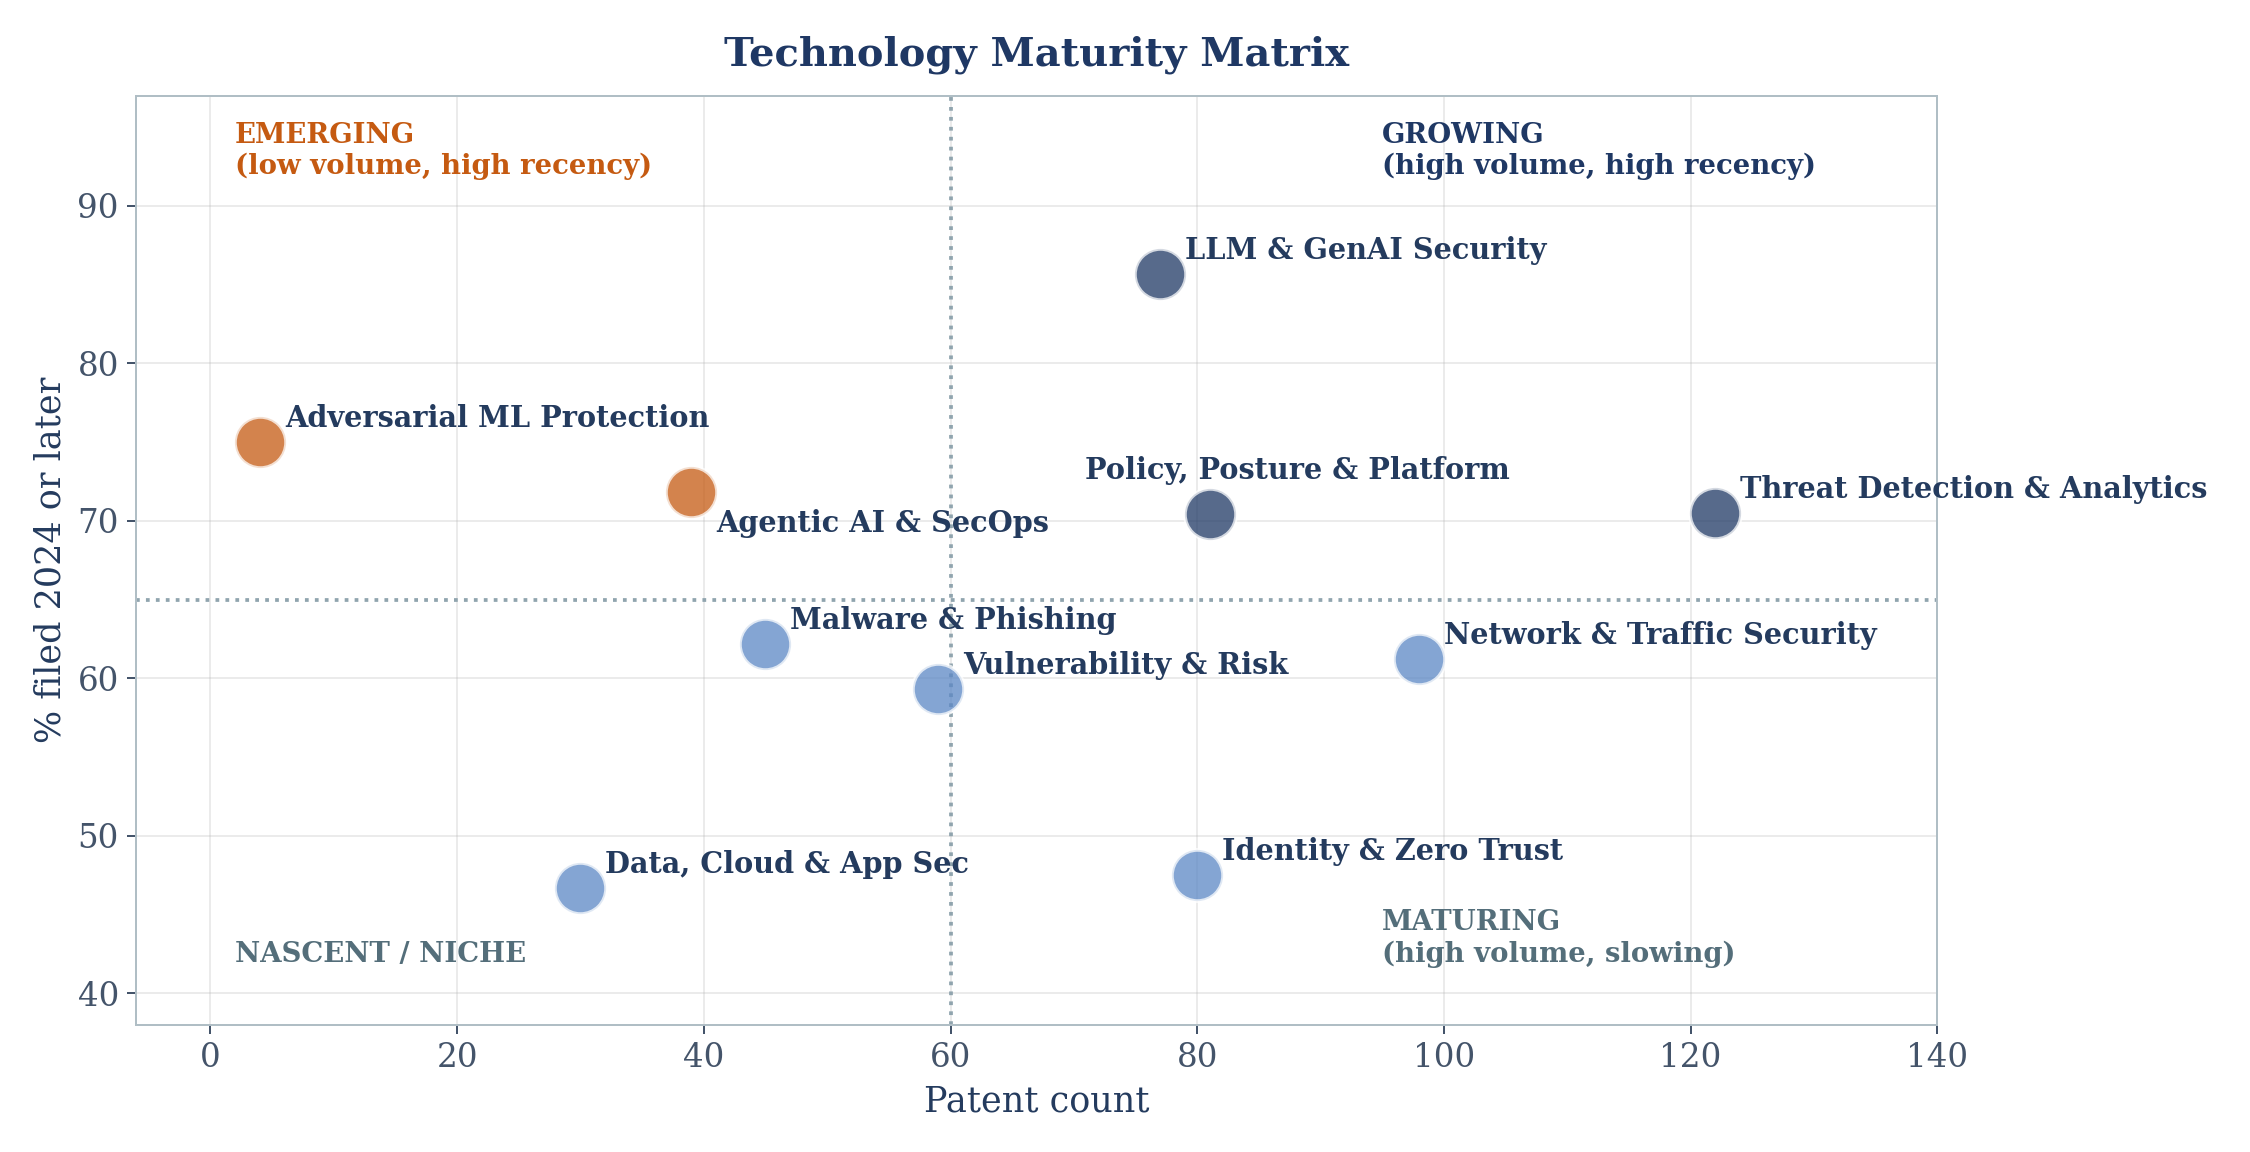 Technology Maturity Matrix
EMERGING
(low volume, high recency)
GROWING
(high volume, high recency)
LLM & GenAI Security
Adversarial ML Protection
Policy, Posture & Platform
Threat Detection & Analytics
Agentic AI & SecOps
Malware & Phishing
Network & Traffic Security
Vulnerability & Risk
Identity & Zero Trust
Data, Cloud & App Sec
MATURING
(high volume, slowing)
NASCENT / NICHE
% filed 2024 or later
90
80
70
60
50
40
0 20 40 60 80 100 120 140
Patent count